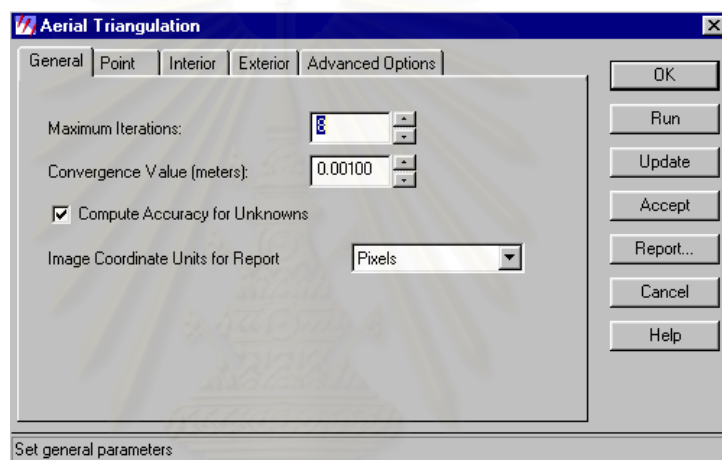 Aerial Triangulation
General Point Interior Exterior Advanced Options
Maximum Iterations: 8
Convergence Value (meters): 0.00100
Compute Accuracy for Unknowns
Image Coordinate Units for Report Pixels
OK
Run
Update
Accept
Report...
Cancel
Help
Set general parameters